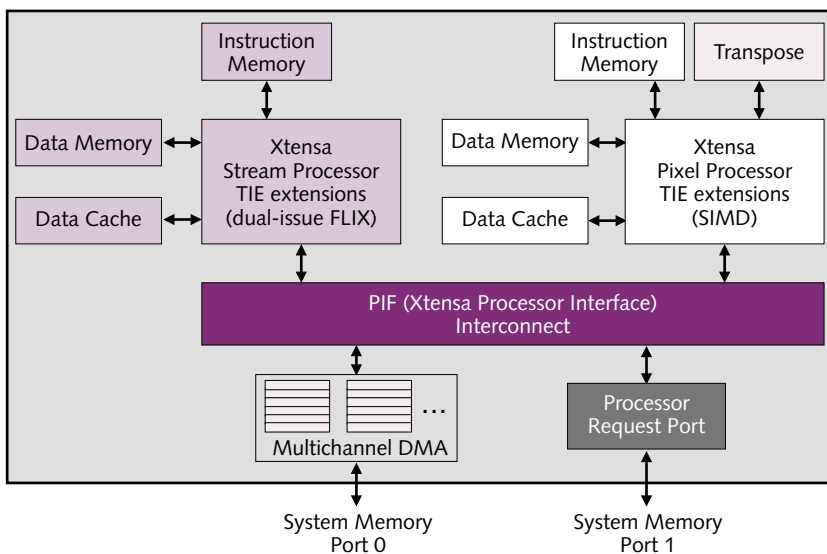 Instruction
Memory
Data Memory
Data Cache
Xtensa
Stream Processor
TIE extensions
(dual-issue FLIX)
Instruction
Memory
Transpose
Data Memory
Data Cache
Xtensa
Pixel Processor
TIE extensions
(SIMD)
PIF (Xtensa Processor Interface)
Interconnect
...
Multichannel DMA
Processor
Request Port
System Memory
Port 0
System Memory
Port 1